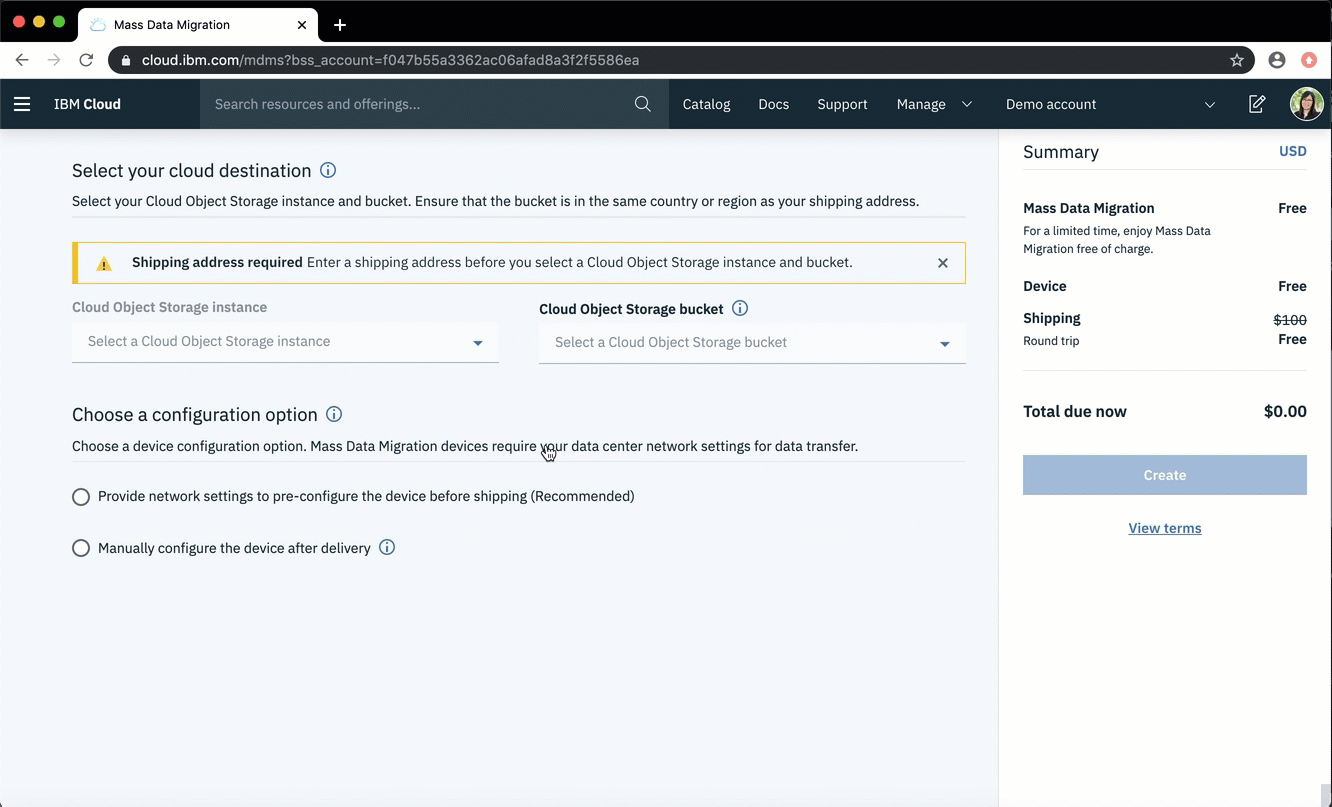 Mass Data Migration
cloud.ibm.com/mdms?bss_account=f047b55a3362ac06afad8a3f2f5586ea
IBM Cloud
Search resources and offerings...
Catalog
Docs
Support
Manage
Demo account
Select your cloud destination
Select your Cloud Object Storage instance and bucket. Ensure that the bucket is in the same country or region as your shipping address.
Shipping address required Enter a shipping address before you select a Cloud Object Storage instance and bucket.
Cloud Object Storage instance
Select a Cloud Object Storage instance
Cloud Object Storage bucket
Select a Cloud Object Storage bucket
Choose a configuration option
Choose a device configuration option. Mass Data Migration devices require your data center network settings for data transfer.
Provide network settings to pre-configure the device before shipping (Recommended)
Manually configure the device after delivery
Summary
USD
Mass Data Migration
Free
For a limited time, enjoy Mass Data
Migration free of charge.
Device
Free
Shipping
$100
Round trip
Free
Total due now
$0.00
Create
View terms